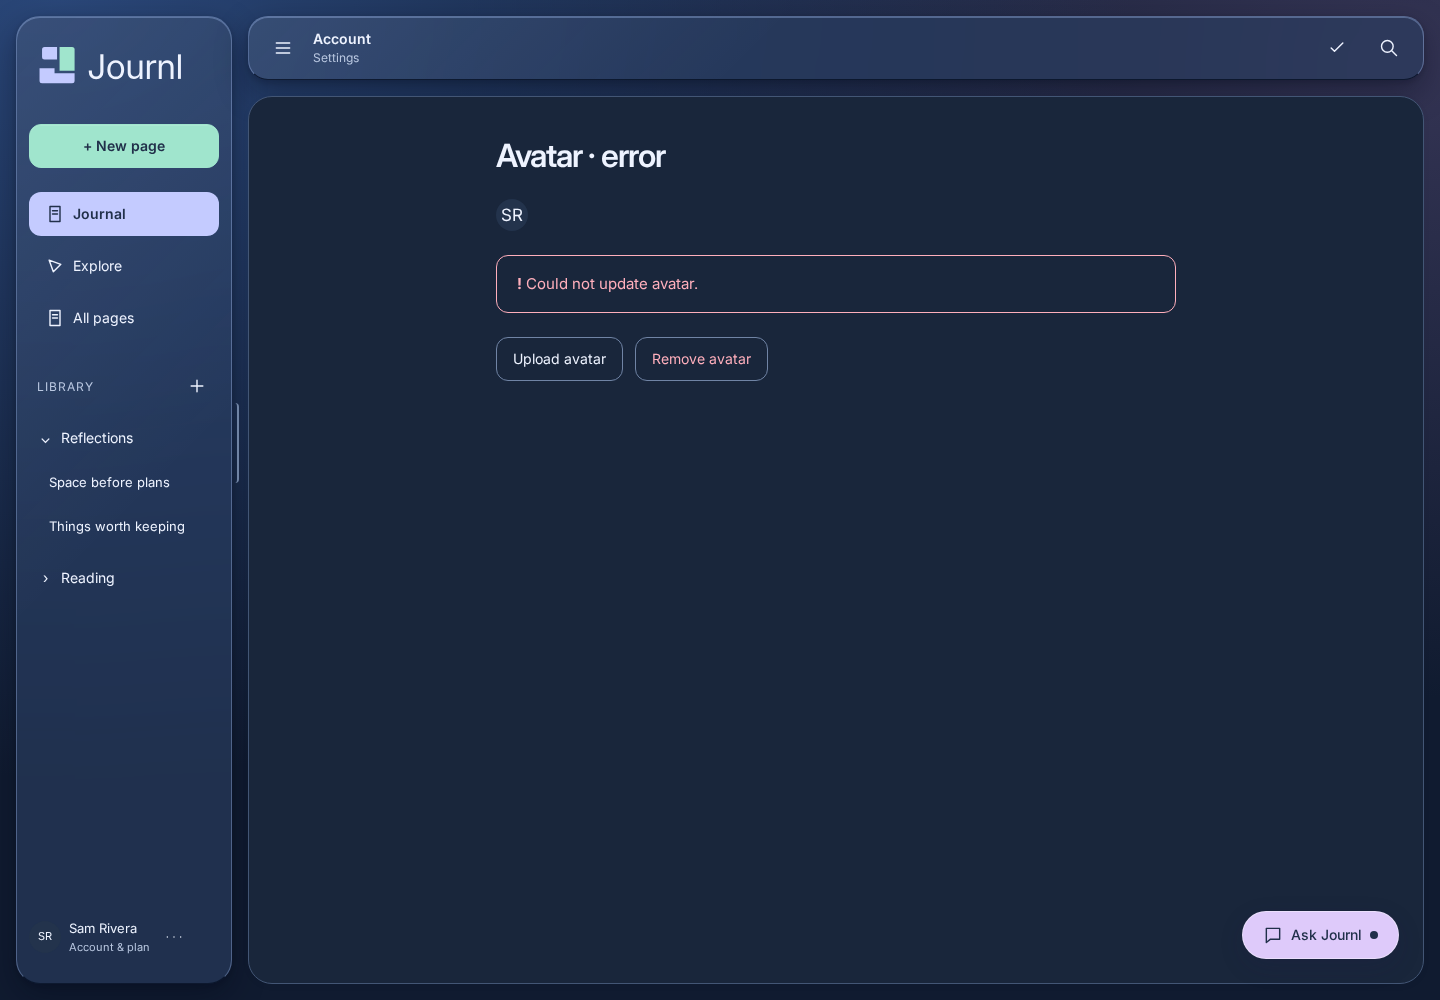 Journl
+ New page
Journal
Explore
All pages
LIBRARY
Reflections
Space before plans
Things worth keeping
Reading
SR
Sam Rivera
Account & plan
Account
Settings
Avatar · error
SR
! Could not update avatar.
Upload avatar
Remove avatar
Ask Journl